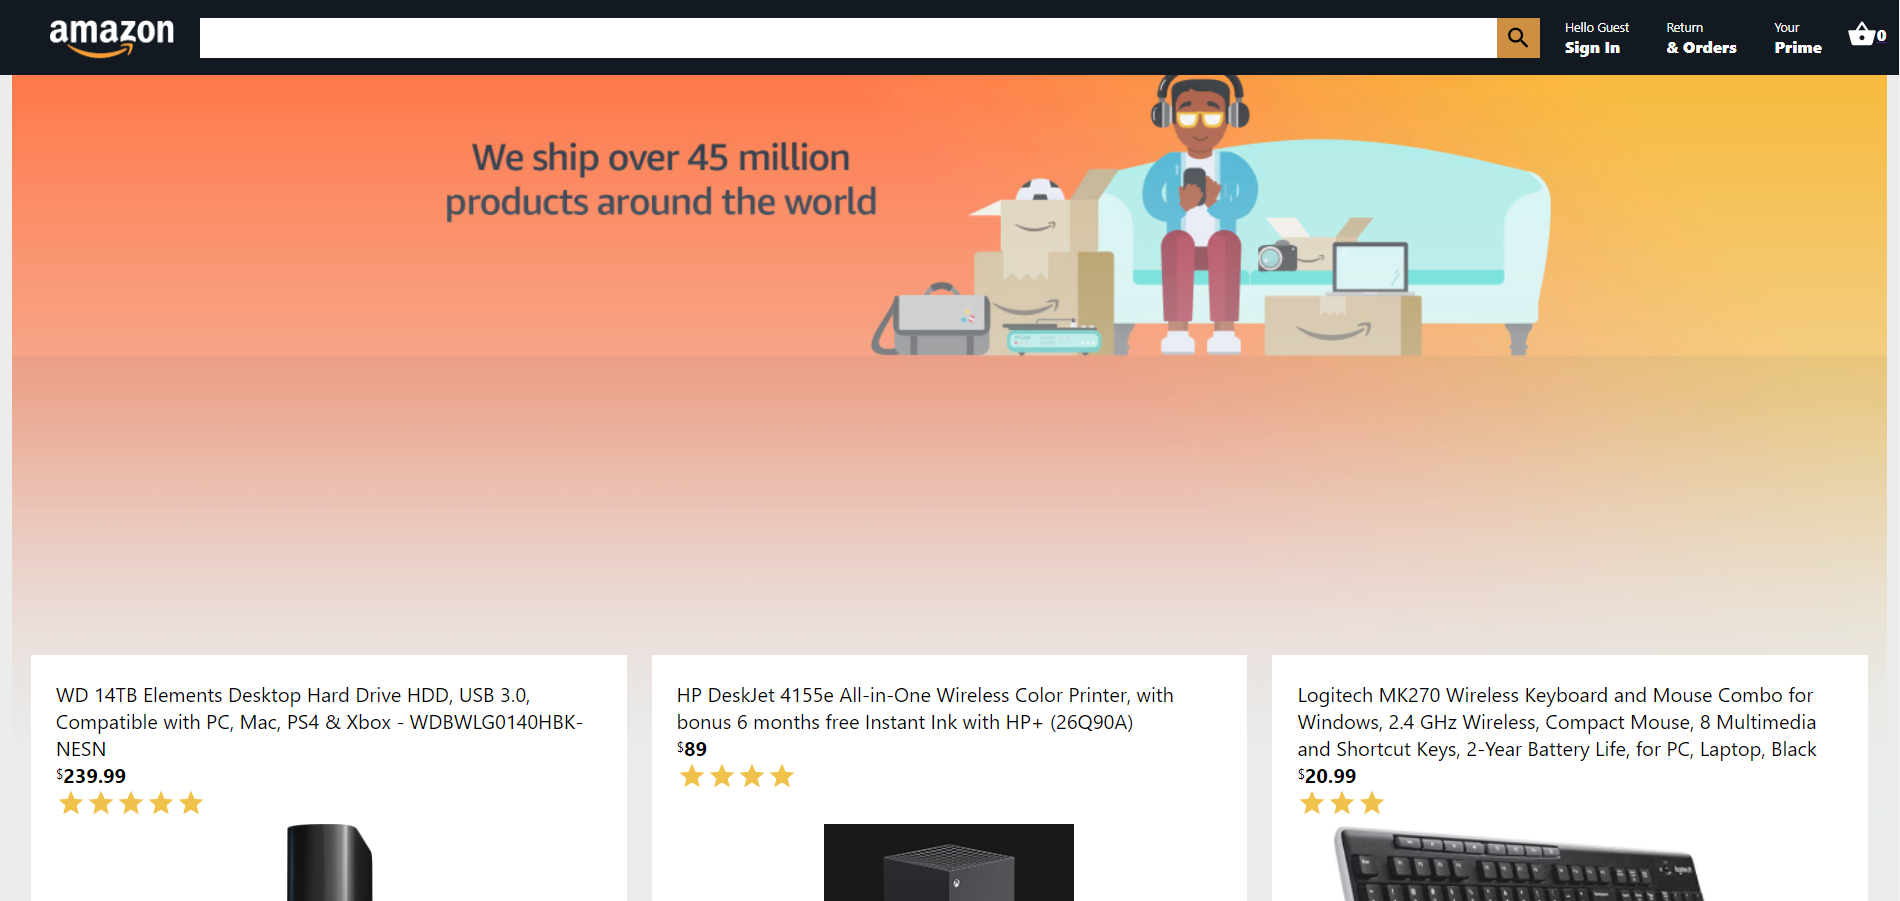 amazon
Hello Guest
Sign In
Return
& Orders
Your
Prime
0
We ship over 45 million
products around the world
WD 14TB Elements Desktop Hard Drive HDD, USB 3.0,
Compatible with PC, Mac, PS4 & Xbox - WDBWLG0140HBK-
NESN
$239.99
HP DeskJet 4155e All-in-One Wireless Color Printer, with
bonus 6 months free Instant Ink with HP+ (26Q90A)
$89
Logitech MK270 Wireless Keyboard and Mouse Combo for
Windows, 2.4 GHz Wireless, Compact Mouse, 8 Multimedia
and Shortcut Keys, 2-Year Battery Life, for PC, Laptop, Black
$20.99